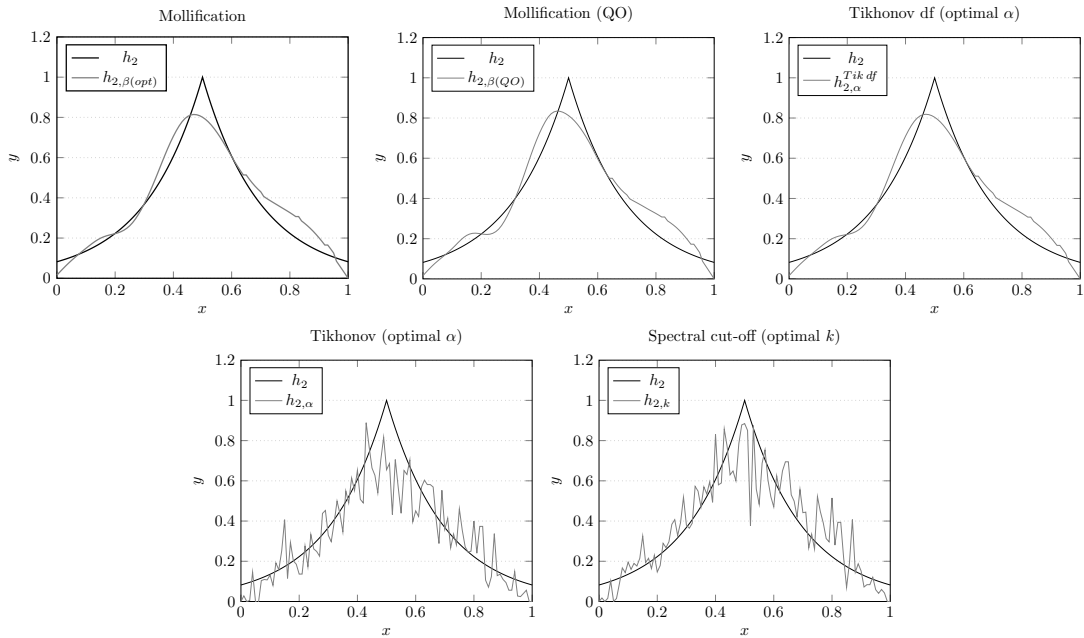 Mollification
1.2
1
0.8
0.6
0.4
0.2
0
y
h₂
h₂,β(opt)
0 0.2 0.4 0.6 0.8 1
x
Mollification (QO)
1.2
1
0.8
0.6
0.4
0.2
0
y
h₂
h₂,β(QO)
0 0.2 0.4 0.6 0.8 1
x
Tikhonov df (optimal α)
1.2
1
0.8
0.6
0.4
0.2
0
y
h₂
h₂,α^Tik df
0 0.2 0.4 0.6 0.8 1
x
Tikhonov (optimal α)
1.2
1
0.8
0.6
0.4
0.2
0
y
h₂
h₂,α
0 0.2 0.4 0.6 0.8 1
x
Spectral cut-off (optimal k)
1.2
1
0.8
0.6
0.4
0.2
0
y
h₂
h₂,k
0 0.2 0.4 0.6 0.8 1
x